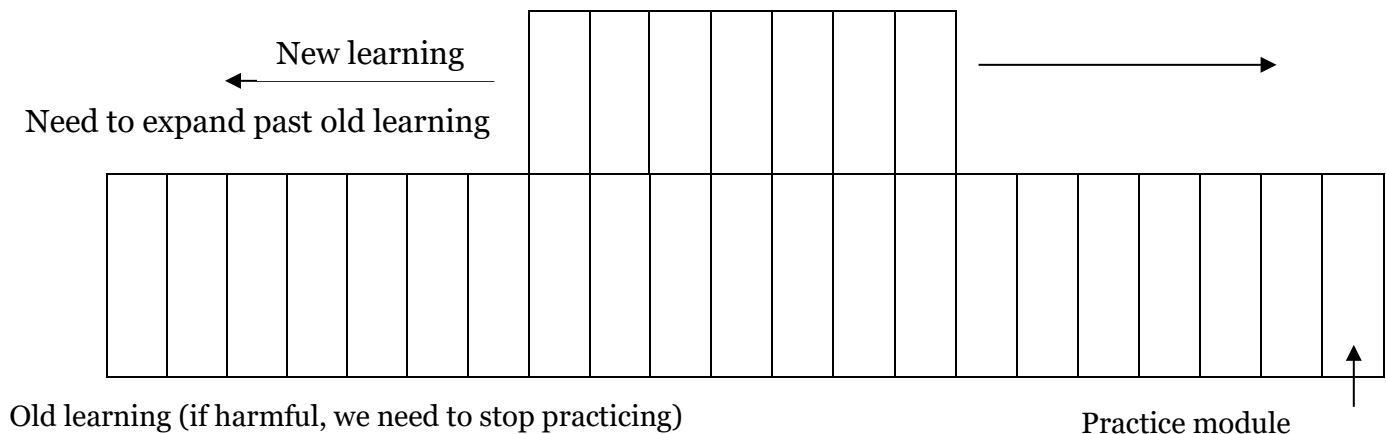 New learning
Need to expand past old learning
Old learning (if harmful, we need to stop practicing)
Practice module